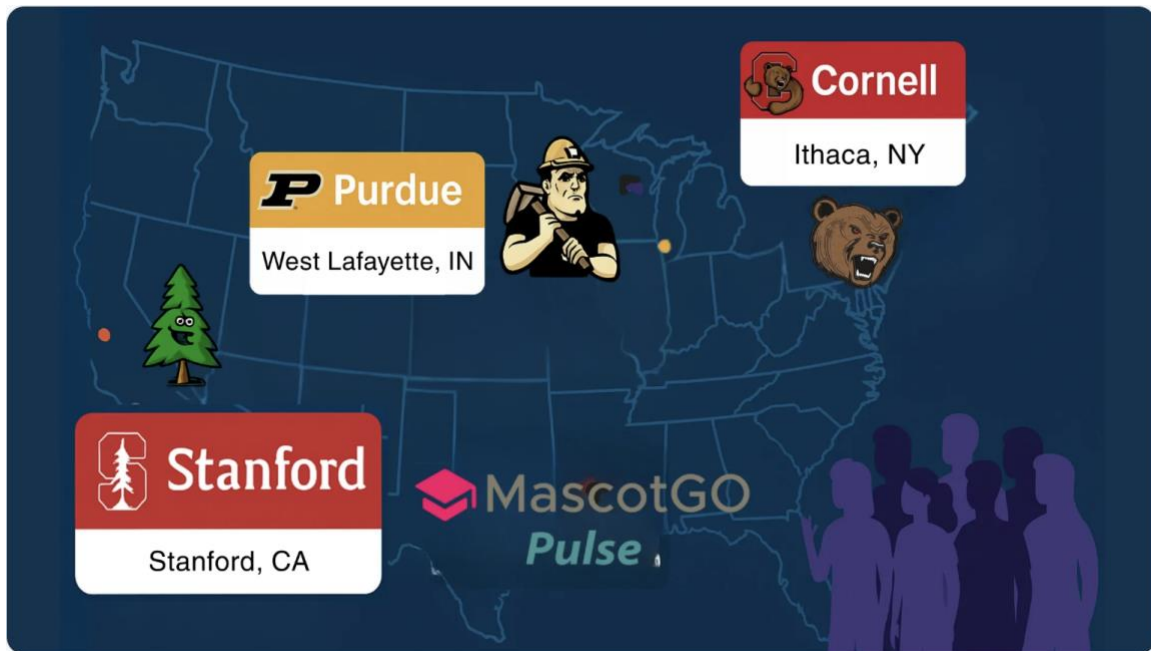 Cornell
Ithaca, NY
P Purdue
West Lafayette, IN
S Stanford
Stanford, CA
MascotGO
Pulse